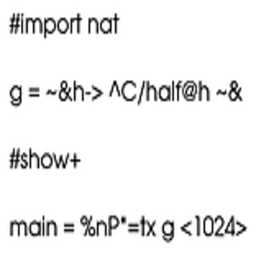 #import nat
g = ~&h-> ^C/half@h ~&
#show+
main = %nP*=tx g <1024>